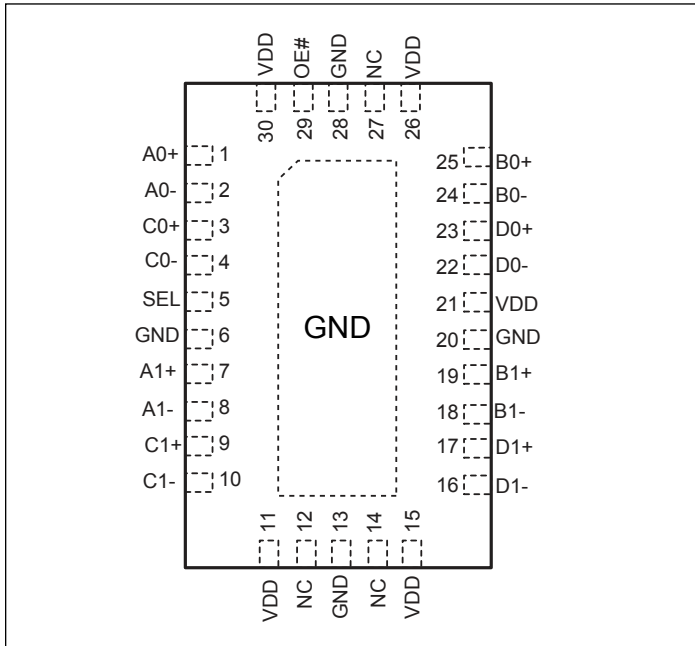 VDD OE# GND NC VDD
30 29 28 27 26
A0+ 1
A0- 2
C0+ 3
C0- 4
SEL 5
GND 6
A1+ 7
A1- 8
C1+ 9
C1- 10
GND
25 B0+
24 B0-
23 D0+
22 D0-
21 VDD
20 GND
19 B1+
18 B1-
17 D1+
16 D1-
11 12 13 14 15
VDD NC GND NC VDD